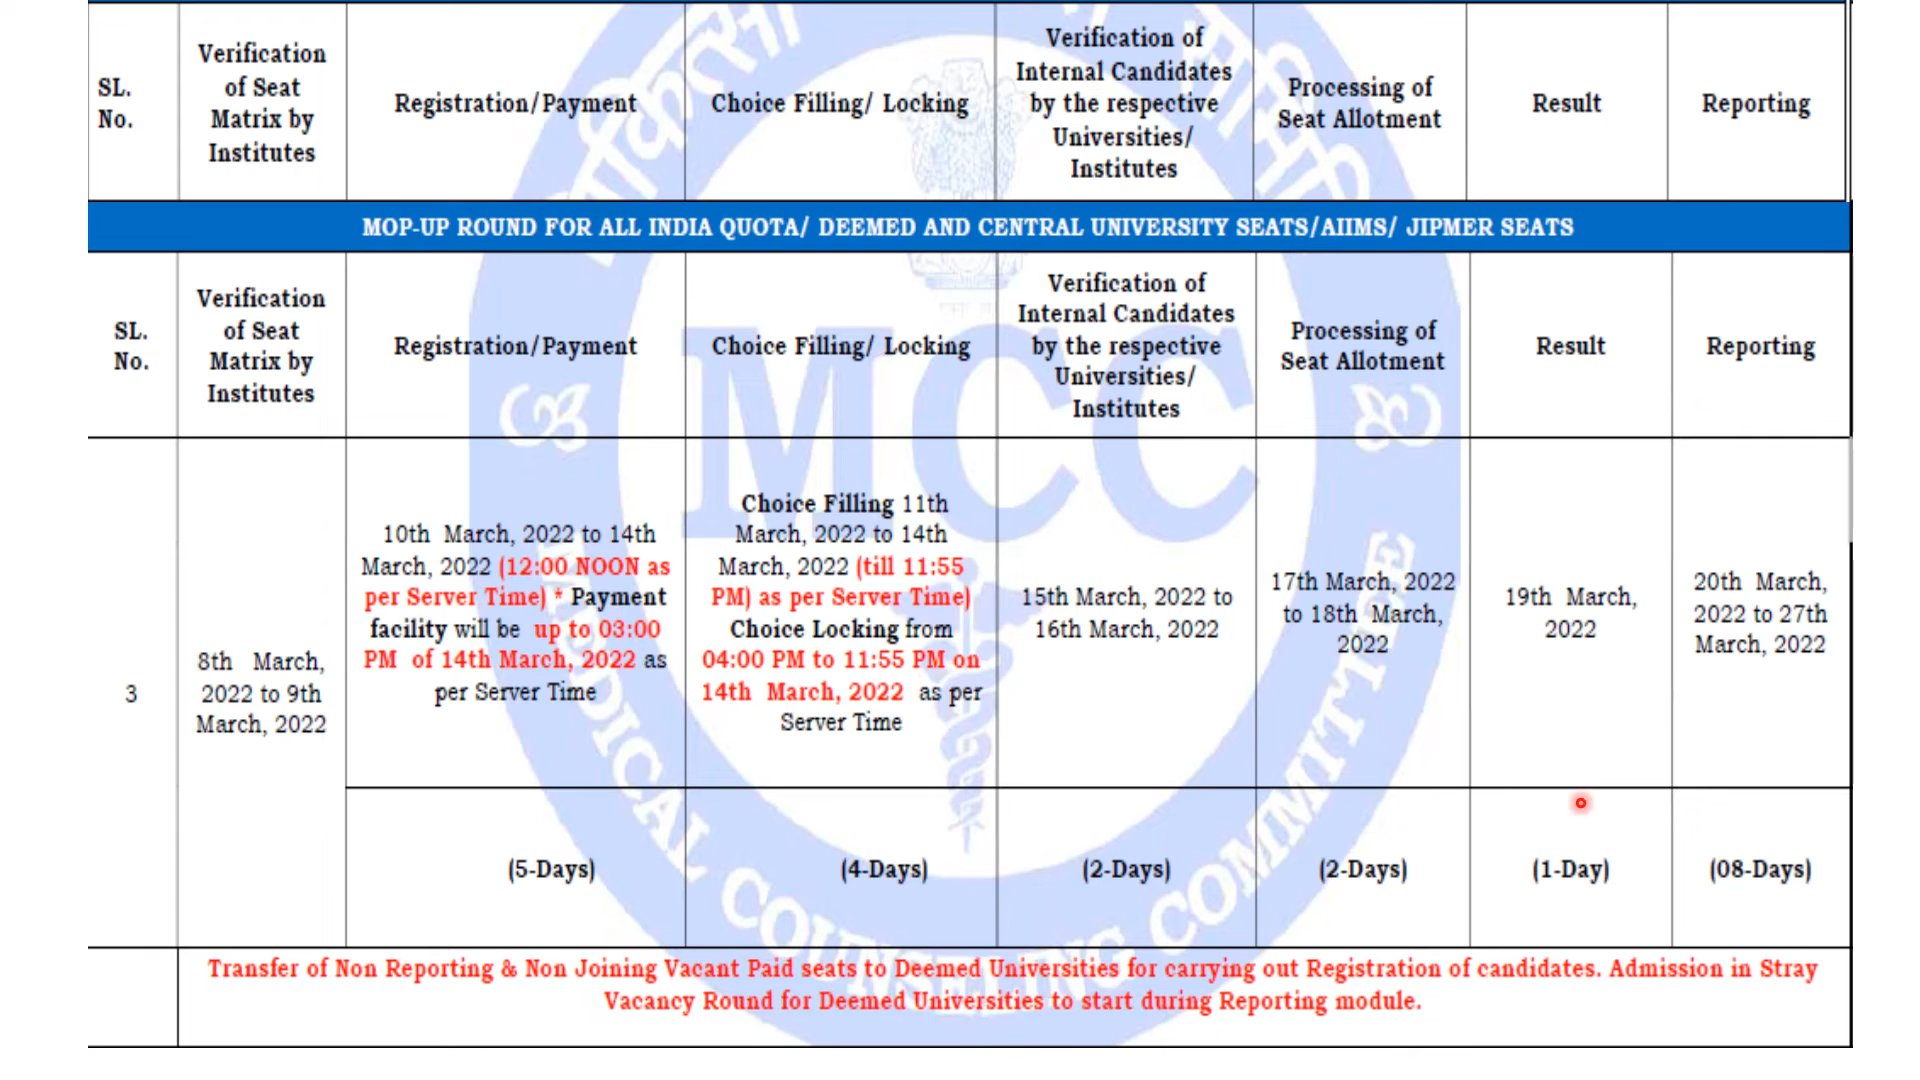 SL.
No.
Verification
of Seat
Matrix by
Institutes
Registration/Payment
Choice Filling/ Locking
Verification of
Internal Candidates
by the respective
Universities/
Institutes
Processing of
Seat Allotment
Result
Reporting
MOP-UP ROUND FOR ALL INDIA QUOTA/ DEEMED AND CENTRAL UNIVERSITY SEATS/AIIMS/ JIPMER SEATS
SL.
No.
Verification
of Seat
Matrix by
Institutes
Registration/Payment
Choice Filling/ Locking
Verification of
Internal Candidates
by the respective
Universities/
Institutes
Processing of
Seat Allotment
Result
Reporting
3
8th March,
2022 to 9th
March, 2022
10th March, 2022 to 14th
March, 2022 (12:00 NOON as
per Server Time) * Payment
facility will be up to 03:00
PM of 14th March, 2022 as
per Server Time
Choice Filling 11th
March, 2022 to 14th
March, 2022 (till 11:55
PM) as per Server Time)
Choice Locking from
04:00 PM to 11:55 PM on
14th March, 2022 as per
Server Time
15th March, 2022 to
16th March, 2022
17th March, 2022
to 18th March,
2022
19th March,
2022
20th March,
2022 to 27th
March, 2022
(5-Days)
(4-Days)
(2-Days)
(2-Days)
(1-Day)
(08-Days)
Transfer of Non Reporting & Non Joining Vacant Paid seats to Deemed Universities for carrying out Registration of candidates. Admission in Stray
Vacancy Round for Deemed Universities to start during Reporting module.
MCC
MEDICAL COUNSELING COMMITTEE